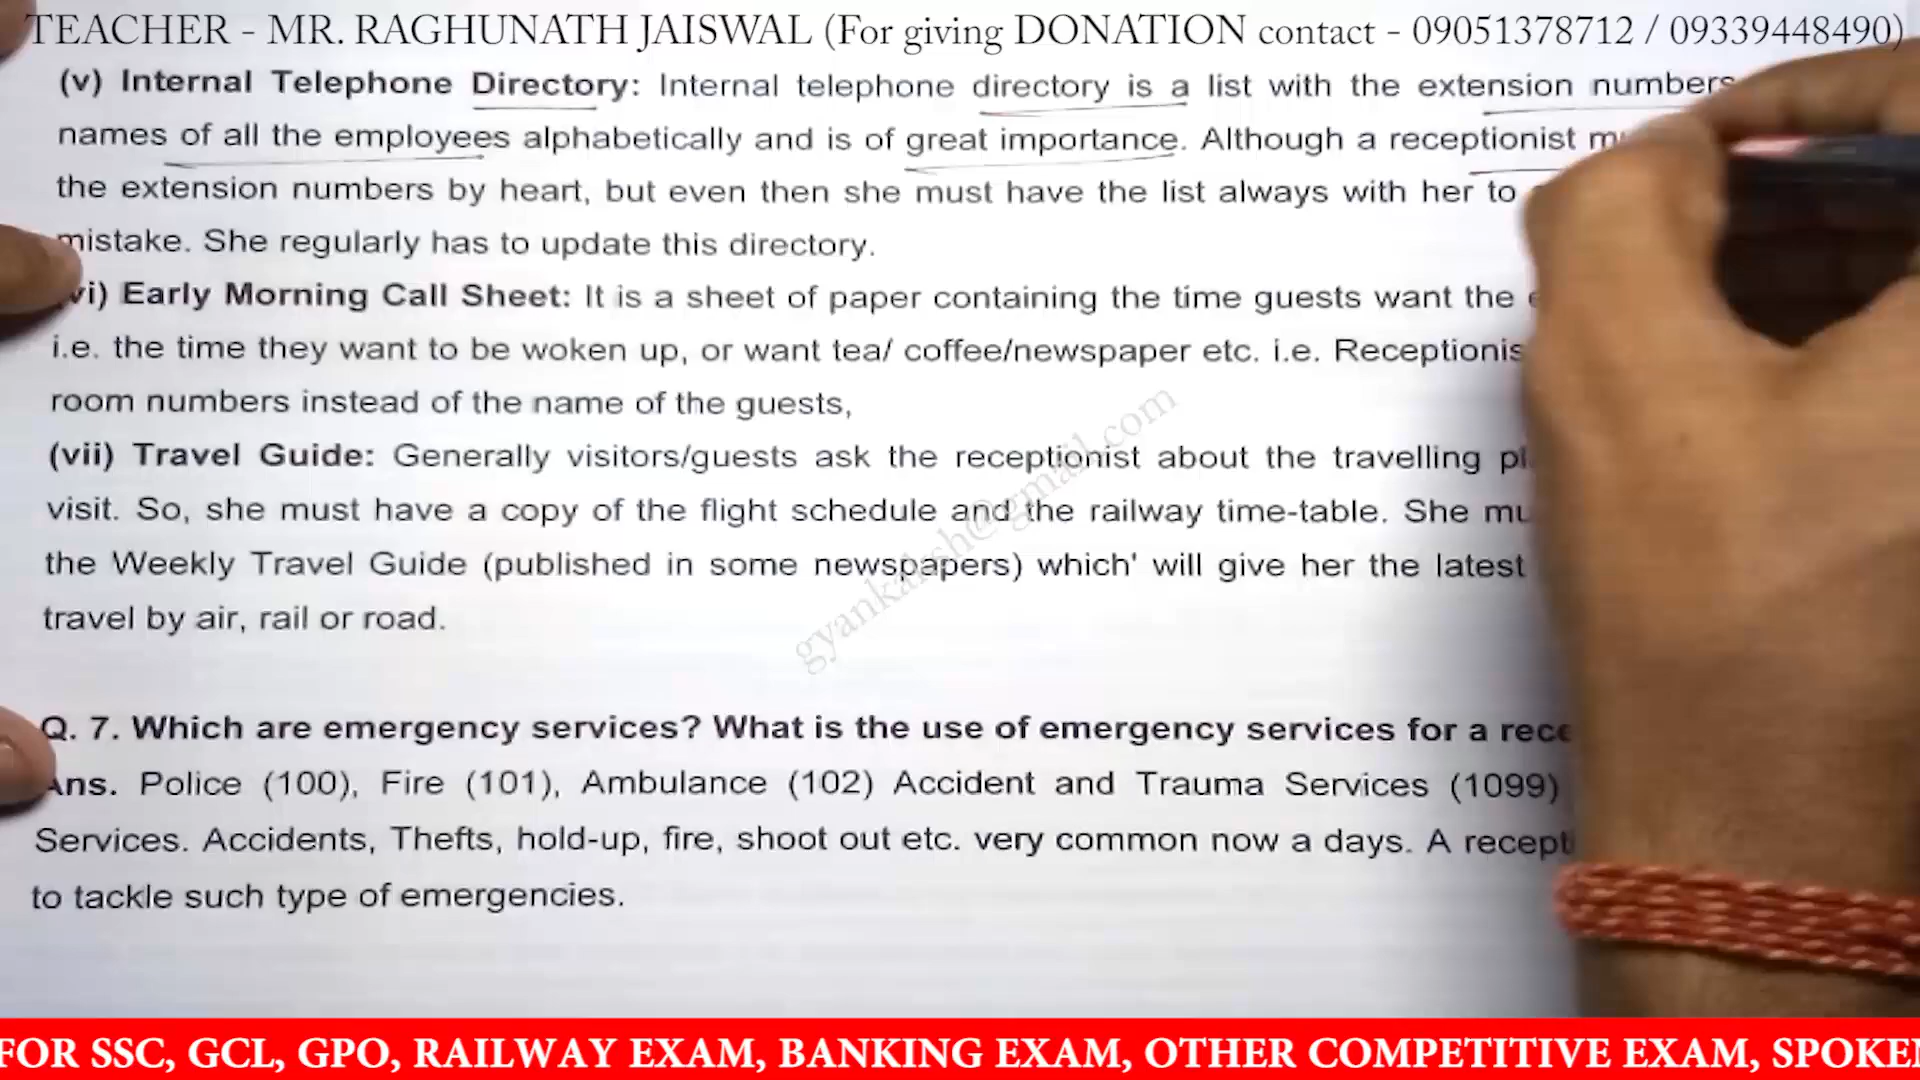 TEACHER - MR. RAGHUNATH JAISWAL (For giving DONATION contact - 09051378712 / 09339448490)
(v) Internal Telephone Directory: Internal telephone directory is a list with the extension numbers
names of all the employees alphabetically and is of great importance. Although a receptionist
the extension numbers by heart, but even then she must have the list always with her to
mistake. She regularly has to update this directory.
vi) Early Morning Call Sheet: It is a sheet of paper containing the time guests want the
i.e. the time they want to be woken up, or want tea/ coffee/newspaper etc. i.e.
room numbers instead of the name of the guests,
(vii) Travel Guide: Generally visitors/guests ask the receptionist about the travelling
visit. So, she must have a copy of the flight schedule and the railway time-table. She
the Weekly Travel Guide (published in some newspapers) which' will give her the latest
travel by air, rail or road.
gyankaksh@gmail.com
Q. 7. Which are emergency services? What is the use of emergency services for a
Ans. Police (100), Fire (101), Ambulance (102) Accident and Trauma Services (1099)
Services. Accidents, Thefts, hold-up, fire, shoot out etc. very common now a days. A
to tackle such type of emergencies.
FOR SSC, GCL, GPO, RAILWAY EXAM, BANKING EXAM, OTHER COMPETITIVE EXAM, SPOKEN